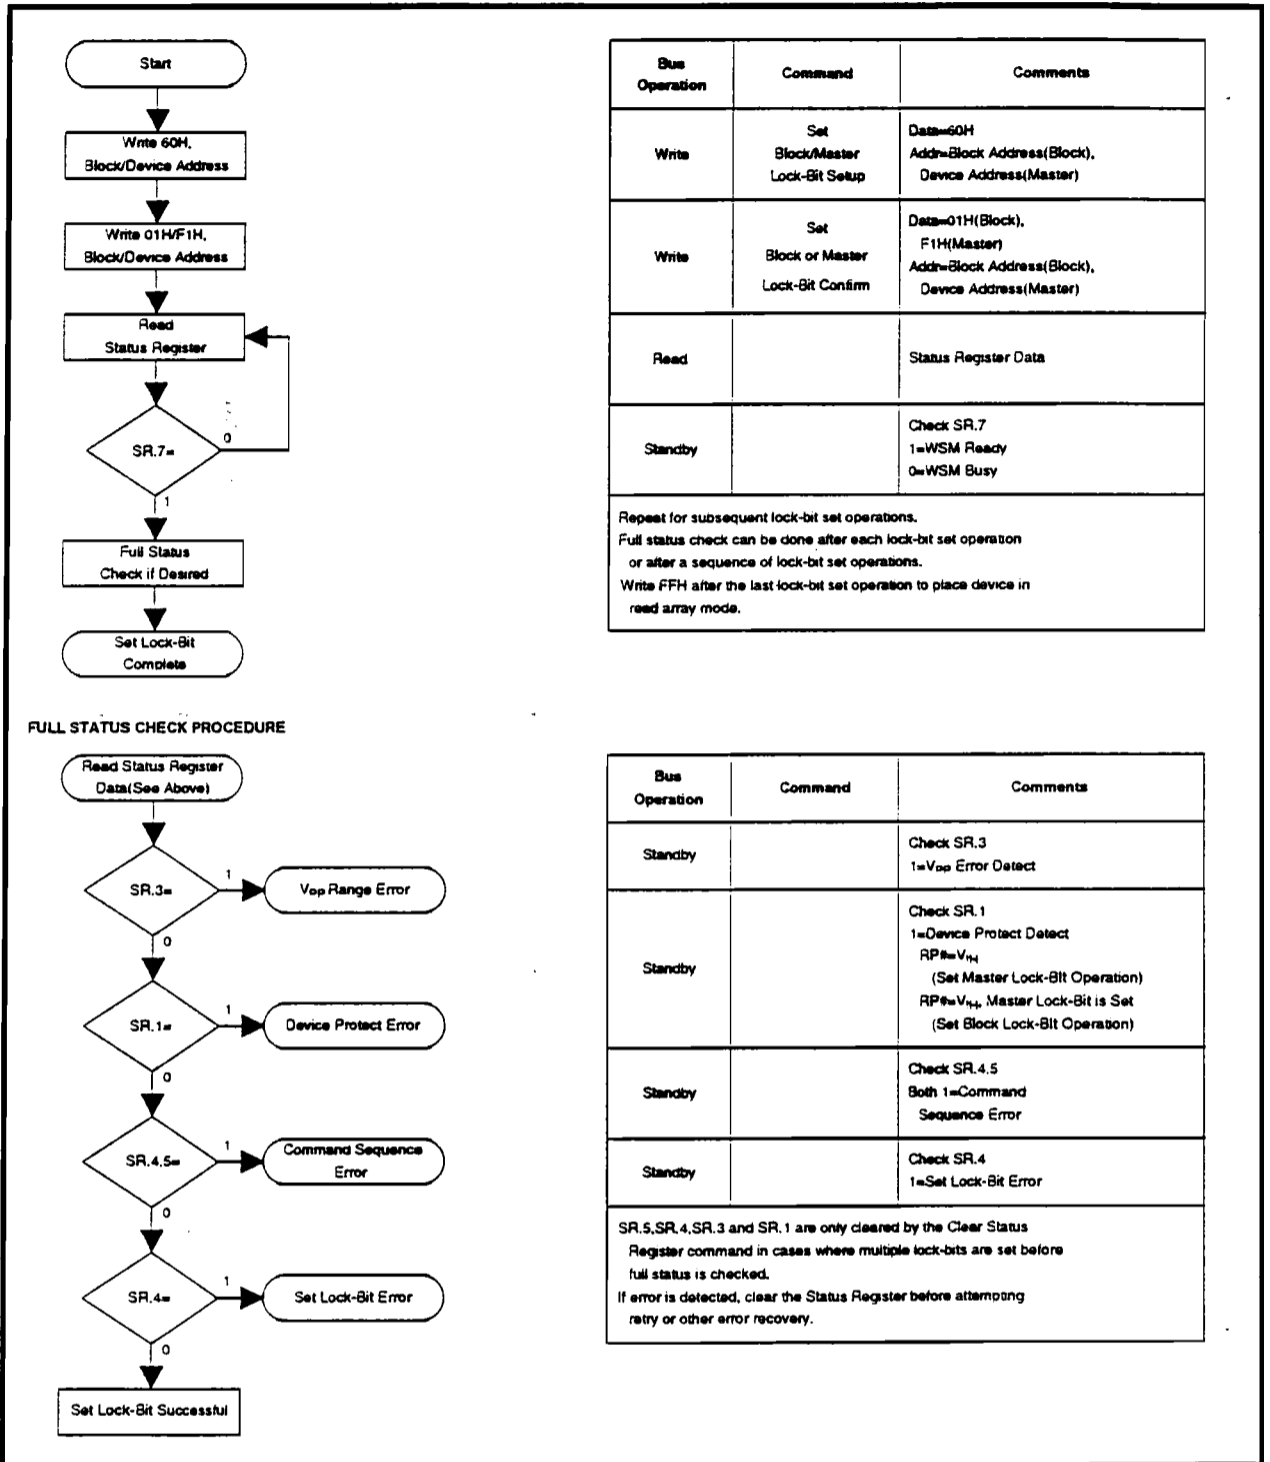 Start
Write 60H,
Block/Device Address
Write 01H/F1H,
Block/Device Address
Read
Status Register
SR.7=
0
1
Full Status
Check if Desired
Set Lock-Bit
Complete
Bus
Operation
Command
Comments
Write
Set
Block/Master
Lock-Bit Setup
Data=60H
Addr=Block Address(Block),
Device Address(Master)
Write
Set
Block or Master
Lock-Bit Confirm
Data=01H(Block),
F1H(Master)
Addr=Block Address(Block),
Device Address(Master)
Read
Status Register Data
Standby
Check SR.7
1=WSM Ready
0=WSM Busy
Repeat for subsequent lock-bit set operations.
Full status check can be done after each lock-bit set operation
or after a sequence of lock-bit set operations.
Write FFH after the last lock-bit set operation to place device in
read array mode.
FULL STATUS CHECK PROCEDURE
Read Status Register
Data(See Above)
SR.3=
1
VPP Range Error
0
SR.1=
1
Device Protect Error
0
SR.4,5=
1
Command Sequence
Error
0
SR.4=
1
Set Lock-Bit Error
0
Set Lock-Bit Successful
Bus
Operation
Command
Comments
Standby
Check SR.3
1=VPP Error Detect
Standby
Check SR.1
1=Device Protect Detect
RP#=VIH
(Set Master Lock-Bit Operation)
RP#=VIH, Master Lock-Bit is Set
(Set Block Lock-Bit Operation)
Standby
Check SR.4,5
Both 1=Command
Sequence Error
Standby
Check SR.4
1=Set Lock-Bit Error
SR.5,SR.4,SR.3 and SR.1 are only cleared by the Clear Status
Register command in cases where multiple lock-bits are set before
full status is checked.
If error is detected, clear the Status Register before attempting
retry or other error recovery.